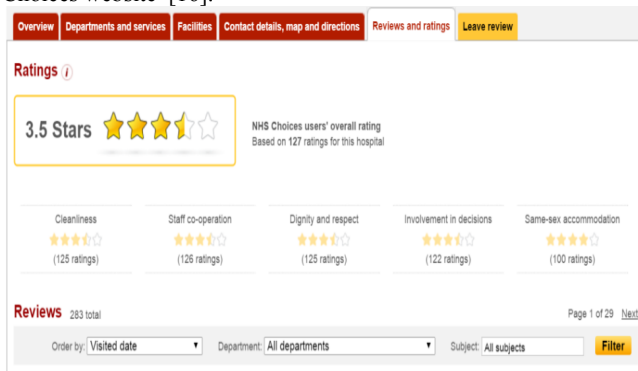 Choices website" [16].
Overview Departments and services Facilities Contact details, map and directions Reviews and ratings Leave review
Ratings i
3.5 Stars
NHS Choices users' overall rating
Based on 127 ratings for this hospital
Cleanliness Staff co-operation Dignity and respect Involvement in decisions Same-sex accommodation
(125 ratings) (126 ratings) (125 ratings) (122 ratings) (100 ratings)
Reviews 283 total Page 1 of 29 Next
Order by: Visited date Department: All departments Subject: All subjects Filter